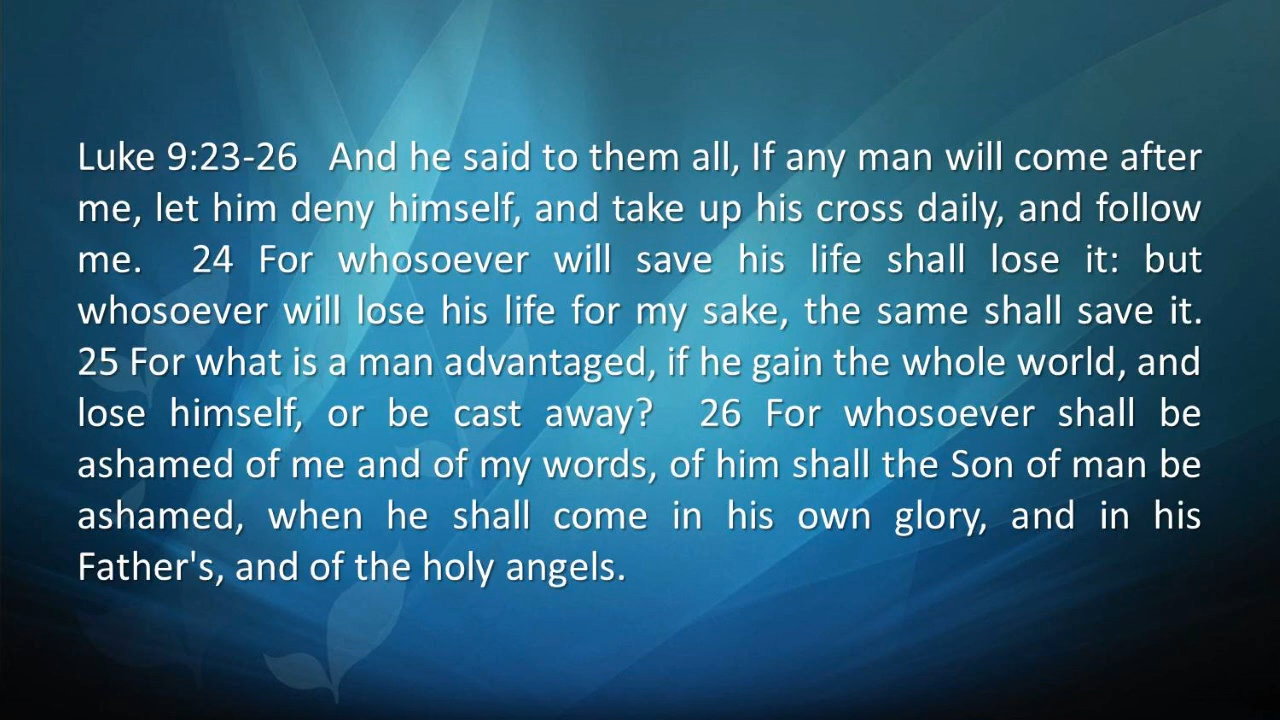 Luke 9:23-26 And he said to them all, If any man will come after
me, let him deny himself, and take up his cross daily, and follow
me. 24 For whosoever will save his life shall lose it: but
whosoever will lose his life for my sake, the same shall save it.
25 For what is a man advantaged, if he gain the whole world, and
lose himself, or be cast away? 26 For whosoever shall be
ashamed of me and of my words, of him shall the Son of man be
ashamed, when he shall come in his own glory, and in his
Father's, and of the holy angels.